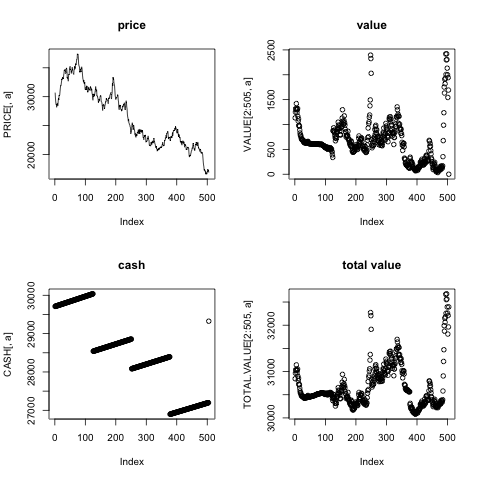 price
PRICE[, a]
20000 30000
0 100 200 300 400 500
Index
value
VALUE[2:505, a]
0 500 1500 2500
0 100 200 300 400 500
Index
cash
CASH[, a]
27000 28000 29000 30000
0 100 200 300 400 500
Index
total value
TOTAL.VALUE[2:505, a]
30000 31000 32000
0 100 200 300 400 500
Index